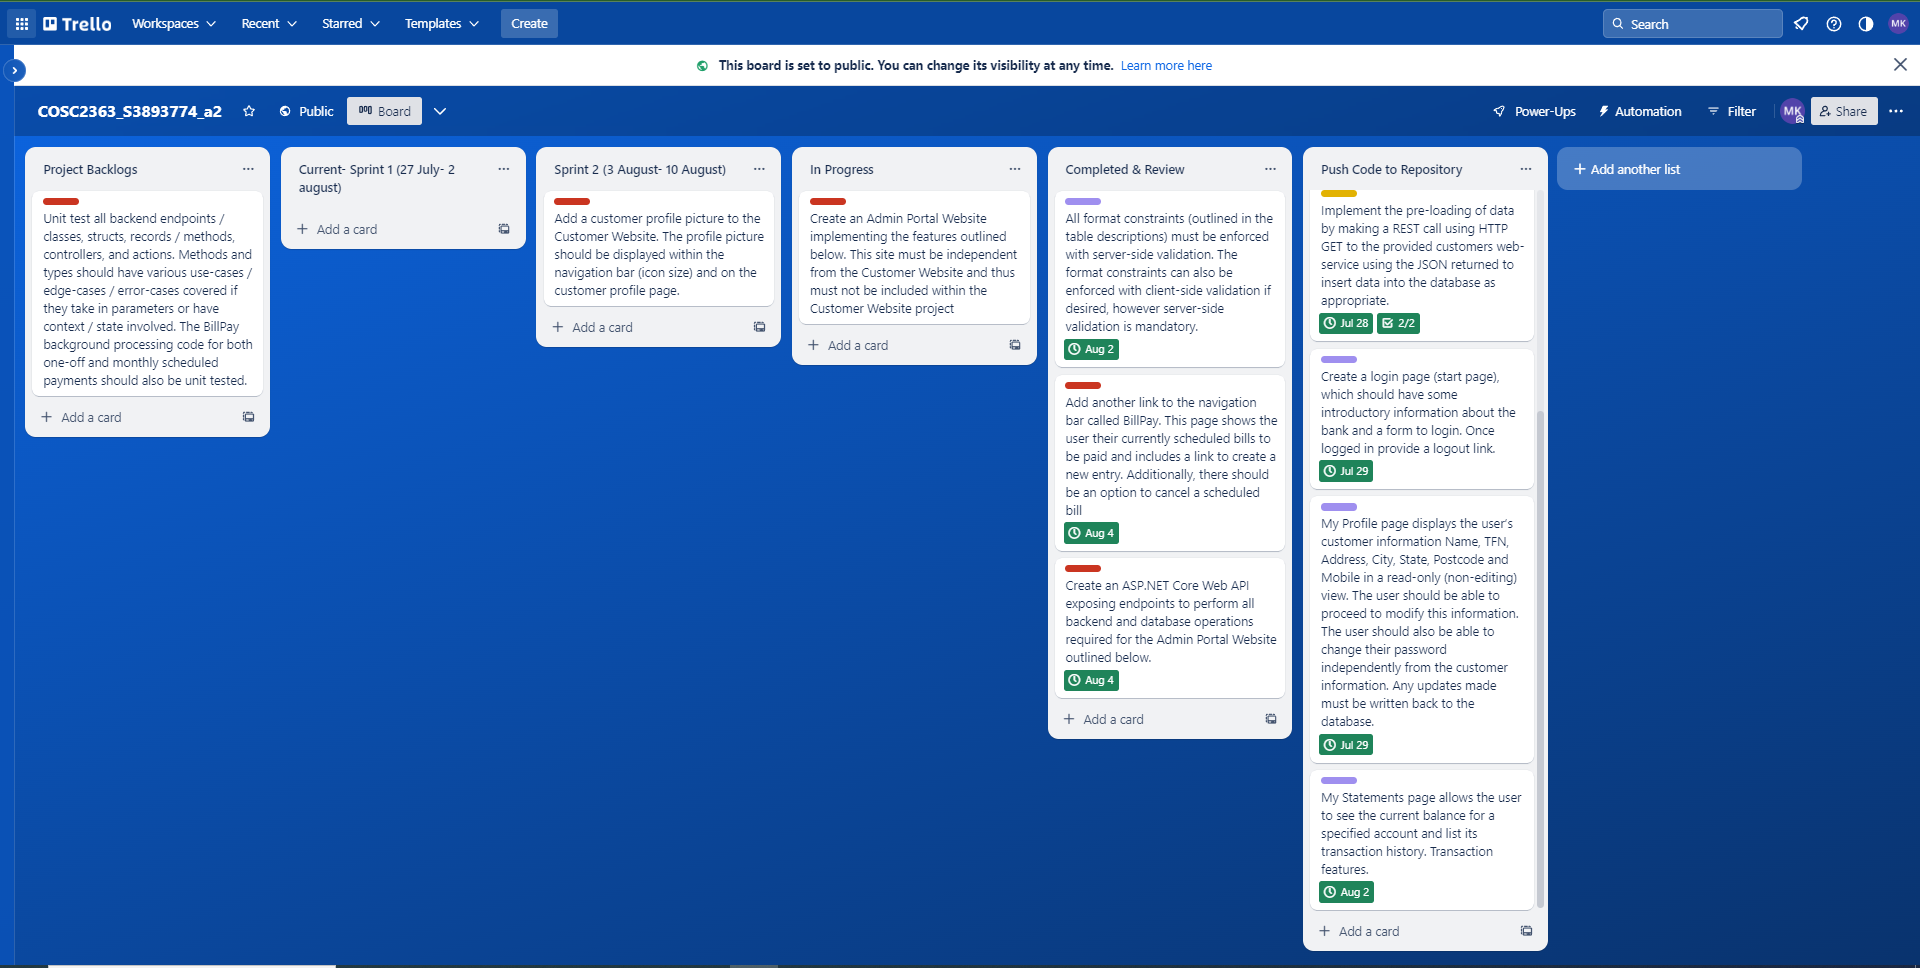 Trello
Workspaces
Recent
Starred
Templates
Create
Search
MK
This board is set to public. You can change its visibility at any time. Learn more here
COSC2363_S3893774_a2
Public
Board
Power-Ups
Automation
Filter
MK
Share
Project Backlogs
Unit test all backend endpoints /
classes, structs, records / methods,
controllers, and actions. Methods and
types should have various use-cases /
edge-cases / error-cases covered if
they take in parameters or have
context / state involved. The BillPay
background processing code for both
one-off and monthly scheduled
payments should also be unit tested.
Add a card
Current- Sprint 1 (27 July- 2
august)
Add a card
Sprint 2 (3 August- 10 August)
Add a customer profile picture to the
Customer Website. The profile picture
should be displayed within the
navigation bar (icon size) and on the
customer profile page.
Add a card
In Progress
Create an Admin Portal Website
implementing the features outlined
below. This site must be independent
from the Customer Website and thus
must not be included within the
Customer Website project
Add a card
Completed & Review
All format constraints (outlined in the
table descriptions) must be enforced
with server-side validation. The
format constraints can also be
enforced with client-side validation if
desired, however server-side
validation is mandatory.
Aug 2
Add another link to the navigation
bar called BillPay. This page shows the
user their currently scheduled bills to
be paid and includes a link to create a
new entry. Additionally, there should
be an option to cancel a scheduled
bill
Aug 4
Create an ASP.NET Core Web API
exposing endpoints to perform all
backend and database operations
required for the Admin Portal Website
outlined below.
Aug 4
Add a card
Push Code to Repository
Implement the pre-loading of data
by making a REST call using HTTP
GET to the provided customers web-
service using the JSON returned to
insert data into the database as
appropriate.
Jul 28
2/2
Create a login page (start page),
which should have some
introductory information about the
bank and a form to login. Once
logged in provide a logout link.
Jul 29
My Profile page displays the user's
customer information Name, TFN,
Address, City, State, Postcode and
Mobile in a read-only (non-editing)
view. The user should be able to
proceed to modify this information.
The user should also be able to
change their password
independently from the customer
information. Any updates made
must be written back to the
database.
Jul 29
My Statements page allows the user
to see the current balance for a
specified account and list its
transaction history. Transaction
features.
Aug 2
Add a card
Add another list